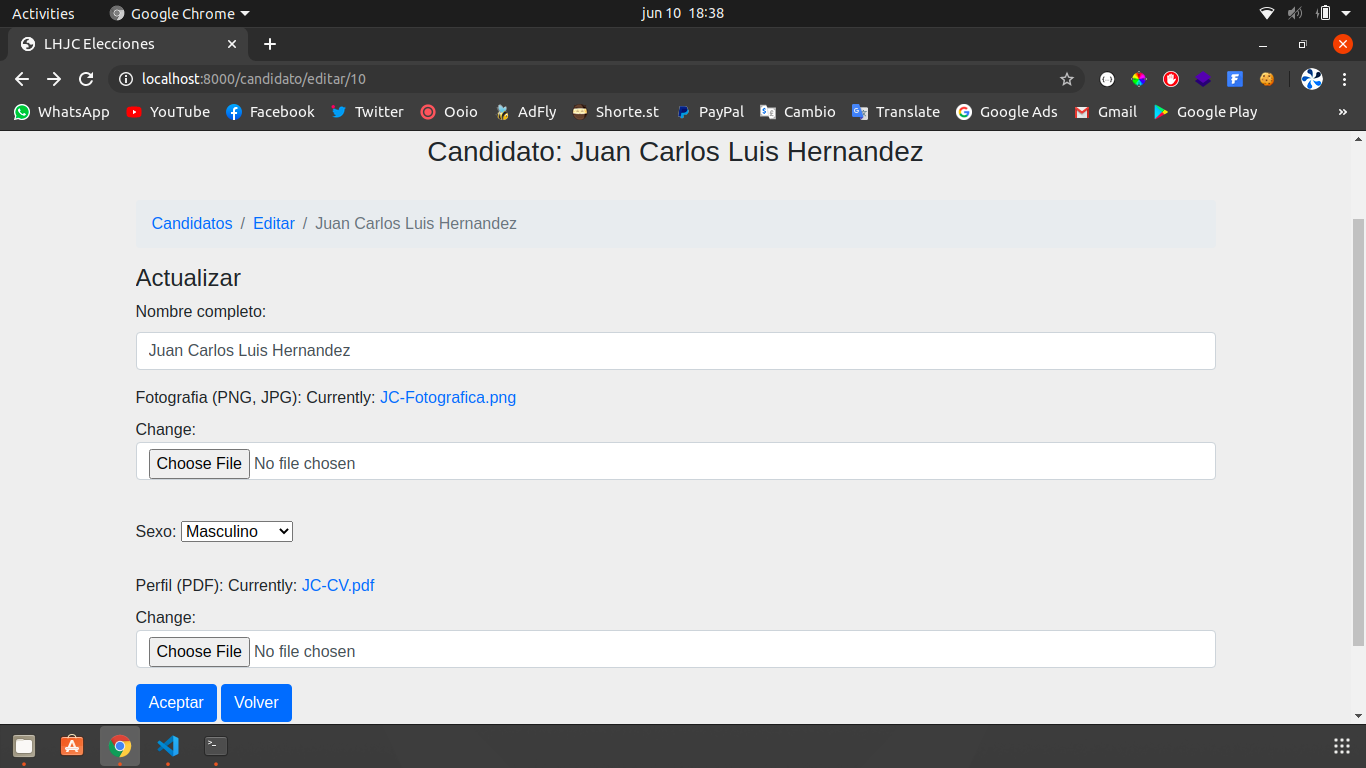 Activities Google Chrome jun 10 18:38
LHJC Elecciones
localhost:8000/candidato/editar/10
WhatsApp YouTube Facebook Twitter Ooio AdFly Shorte.st PayPal Cambio Translate Google Ads Gmail Google Play »
Candidato: Juan Carlos Luis Hernandez
Candidatos / Editar / Juan Carlos Luis Hernandez
Actualizar
Nombre completo:
Juan Carlos Luis Hernandez
Fotografia (PNG, JPG): Currently: JC-Fotografica.png
Change:
Choose File No file chosen
Sexo: Masculino
Perfil (PDF): Currently: JC-CV.pdf
Change:
Choose File No file chosen
Aceptar Volver